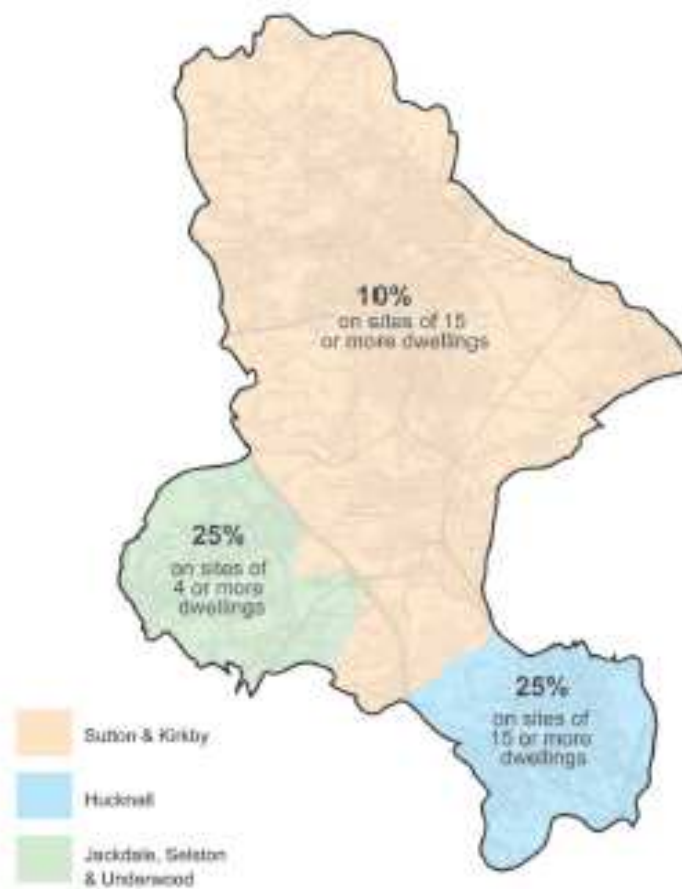 10%
on sites of 15
or more dwellings
25%
on sites of
4 or more
dwellings
25%
on sites of
15 or more
dwellings
Sutton & Kirkby
Hucknall
Jackdale, Selston
& Underwood